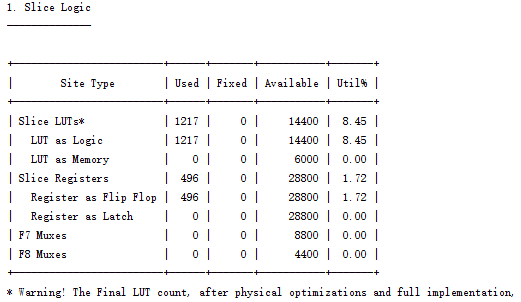 1. Slice Logic
--------------
+-------------------------+------+-------+-----------+-------+
|        Site Type        | Used | Fixed | Available | Util% |
+-------------------------+------+-------+-----------+-------+
| Slice LUTs*             | 1217 |     0 |     14400 |  8.45 |
|   LUT as Logic          | 1217 |     0 |     14400 |  8.45 |
|   LUT as Memory         |    0 |     0 |      6000 |  0.00 |
| Slice Registers         |  496 |     0 |     28800 |  1.72 |
|   Register as Flip Flop |  496 |     0 |     28800 |  1.72 |
|   Register as Latch     |    0 |     0 |     28800 |  0.00 |
| F7 Muxes                |    0 |     0 |      8800 |  0.00 |
| F8 Muxes                |    0 |     0 |      4400 |  0.00 |
+-------------------------+------+-------+-----------+-------+
* Warning! The Final LUT count, after physical optimizations and full implementation,